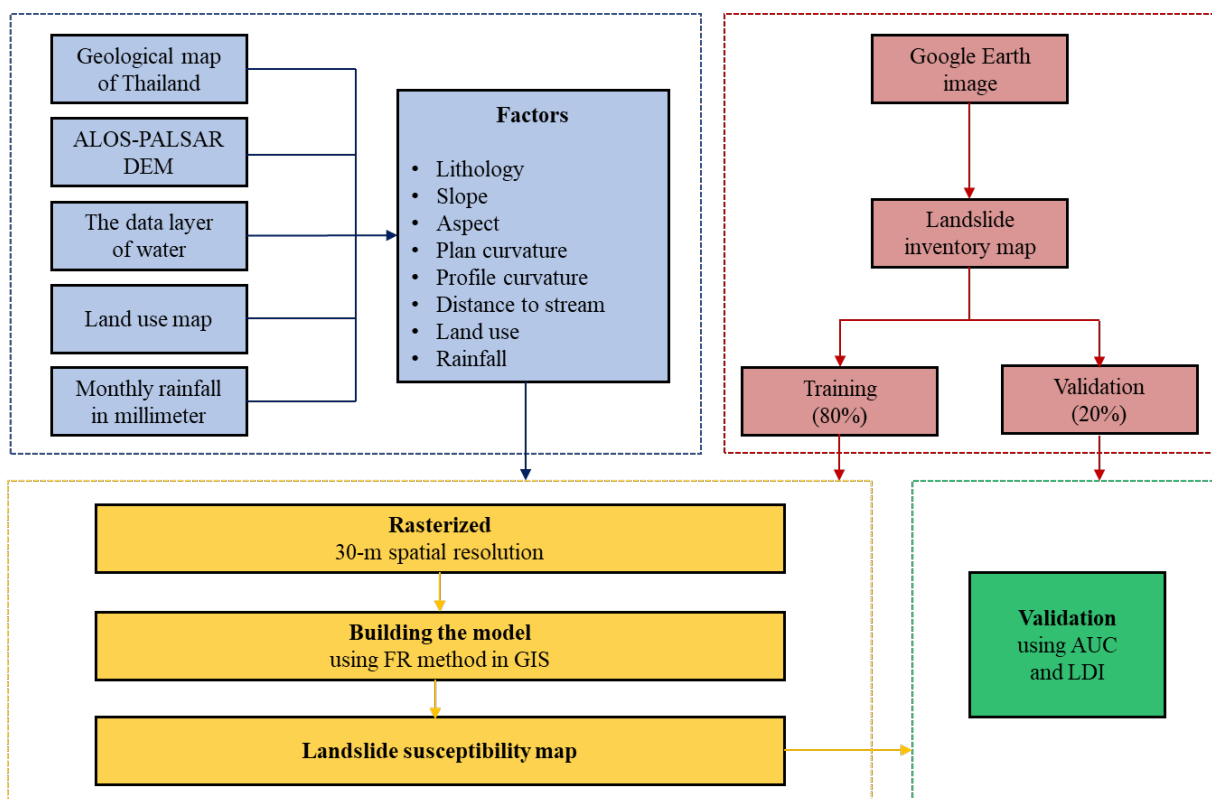 Geological map
of Thailand
ALOS-PALSAR
DEM
The data layer
of water
Land use map
Monthly rainfall
in millimeter
Factors
• Lithology
• Slope
• Aspect
• Plan curvature
• Profile curvature
• Distance to stream
• Land use
• Rainfall
Google Earth
image
Landslide
inventory map
Training
(80%)
Validation
(20%)
Rasterized
30-m spatial resolution
Building the model
using FR method in GIS
Landslide susceptibility map
Validation
using AUC
and LDI